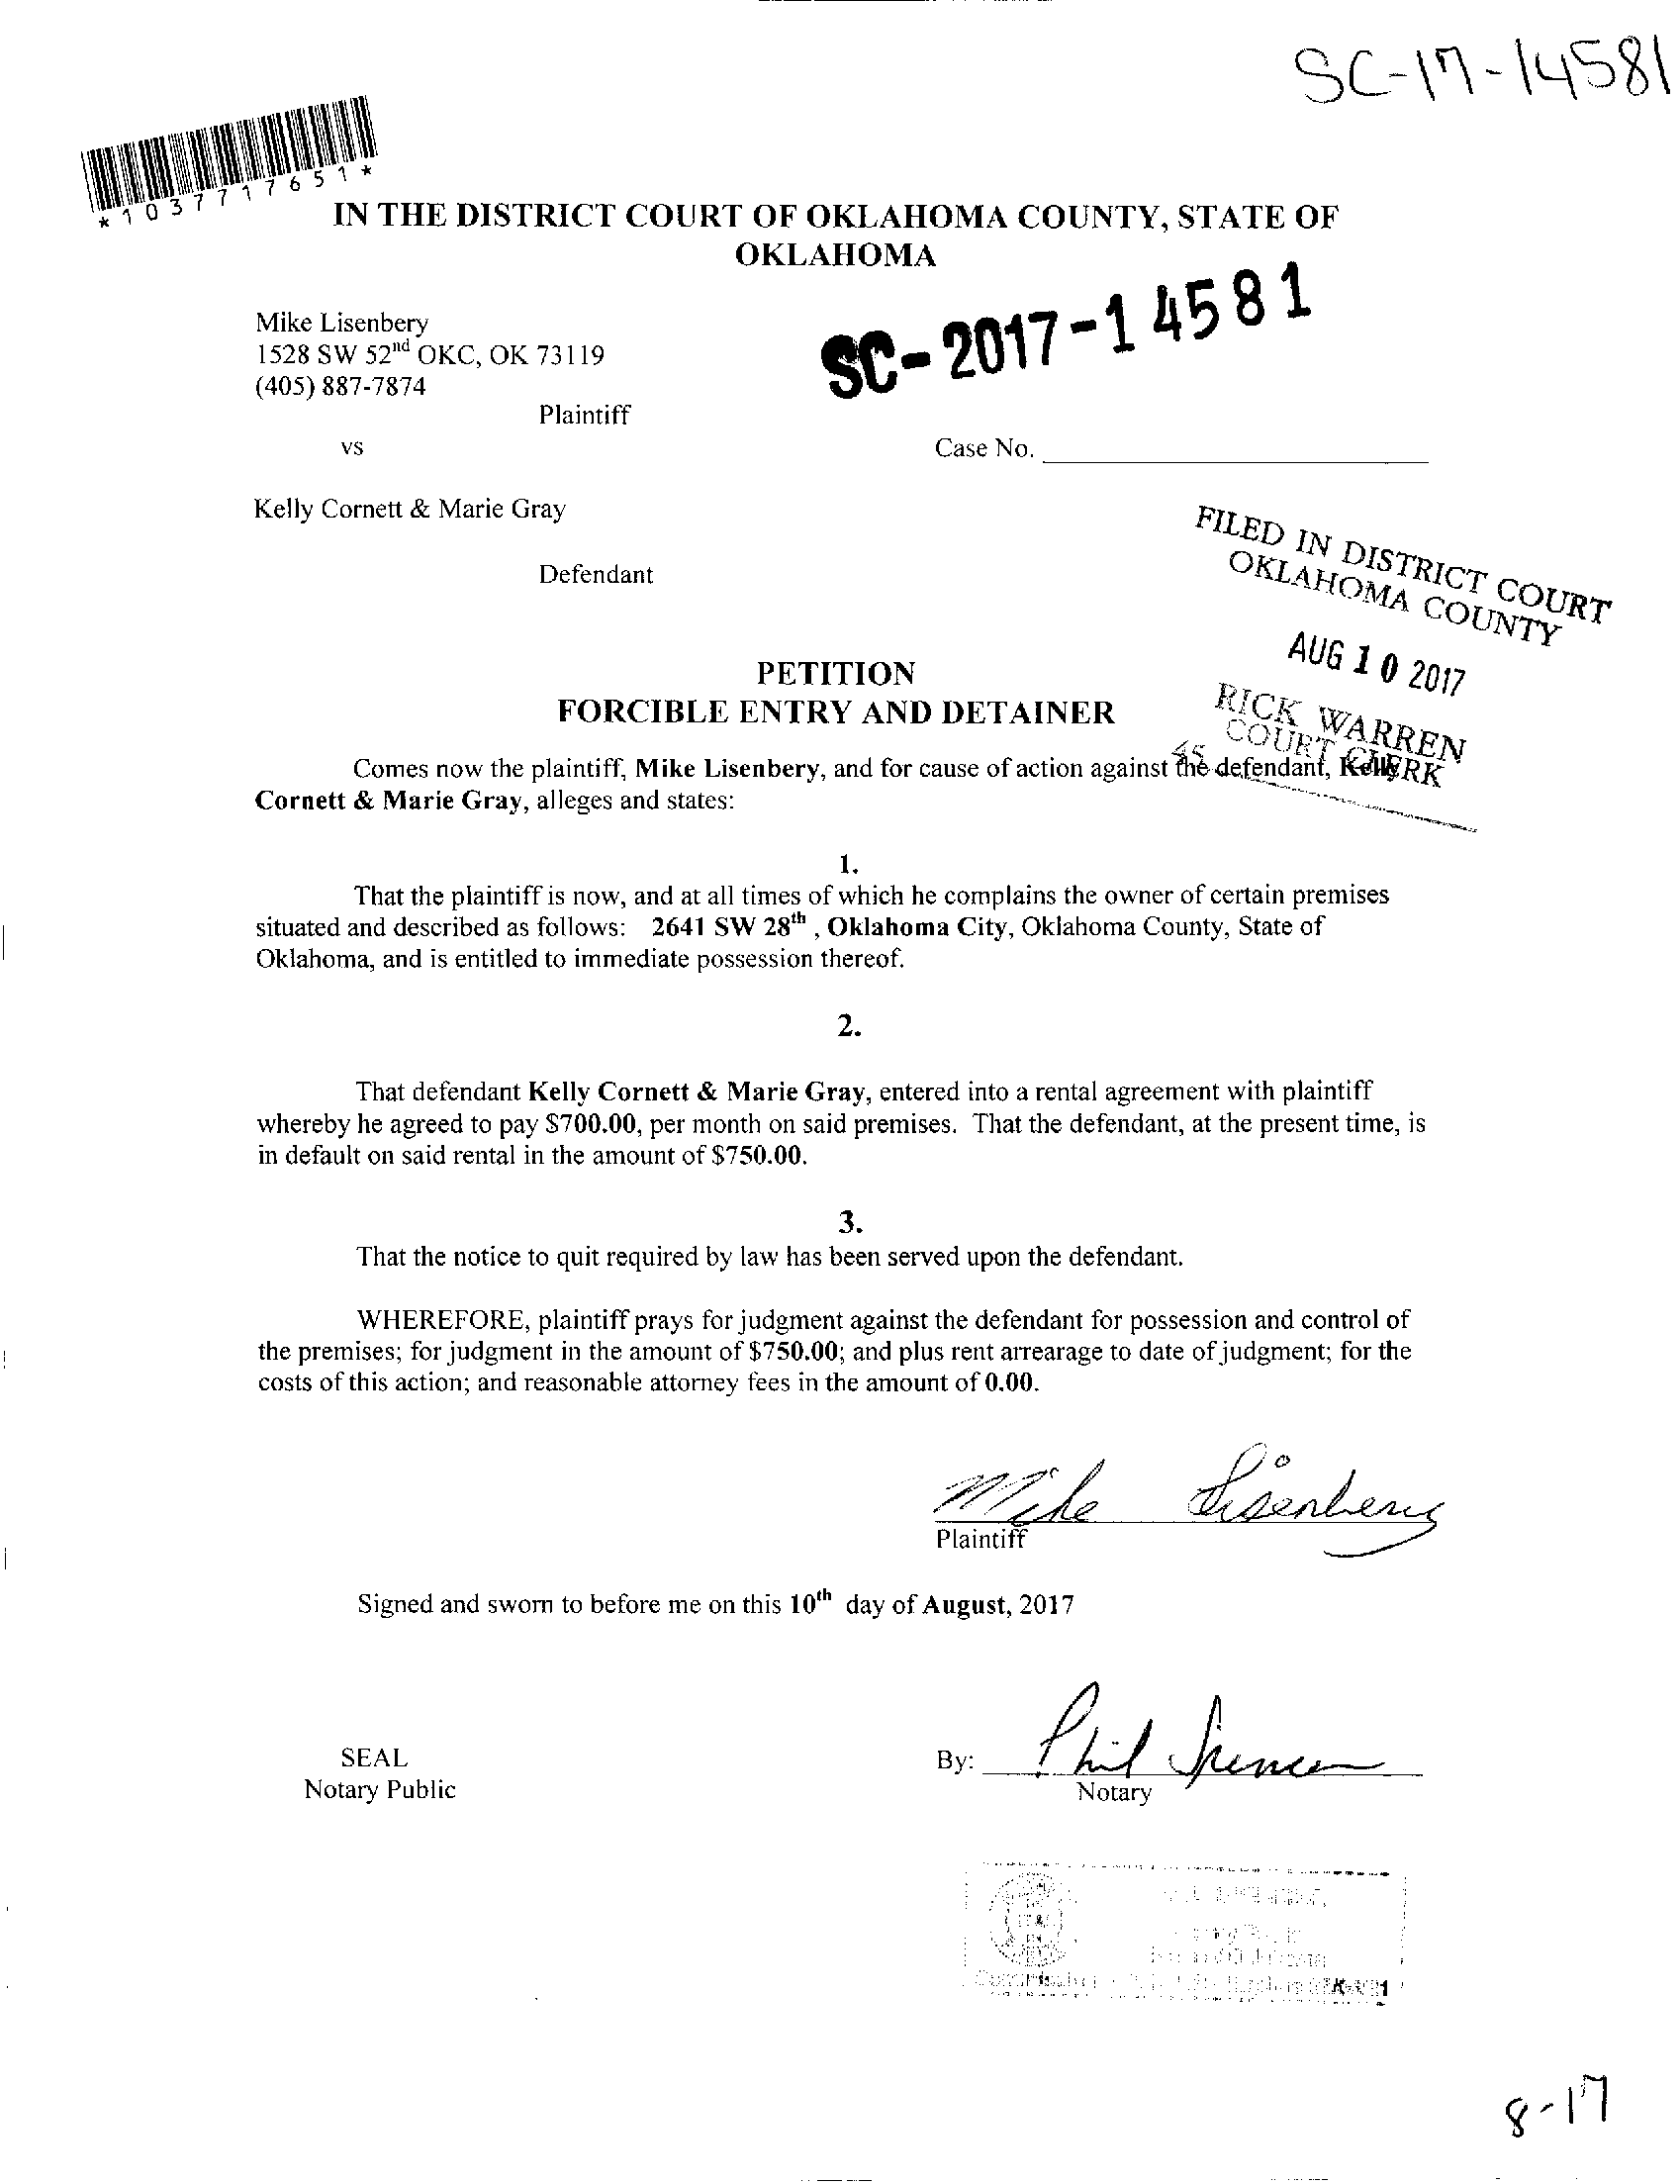 SC-17-14581
*1037717651*
IN THE DISTRICT COURT OF OKLAHOMA COUNTY, STATE OF
OKLAHOMA
Mike Lisenbery
1528 SW 52nd OKC, OK 73119
(405) 887-7874
SC-2017-14581
Plaintiff
vs
Case No.
Kelly Cornett & Marie Gray
Defendant
FILED IN DISTRICT COURT
OKLAHOMA COUNTY
AUG 10 2017
RICK WARREN
COURT CLERK
45
PETITION
FORCIBLE ENTRY AND DETAINER
Comes now the plaintiff, Mike Lisenbery, and for cause of action against the defendant, Kelly
Cornett & Marie Gray, alleges and states:
1.
That the plaintiff is now, and at all times of which he complains the owner of certain premises
situated and described as follows: 2641 SW 28th , Oklahoma City, Oklahoma County, State of
Oklahoma, and is entitled to immediate possession thereof.
2.
That defendant Kelly Cornett & Marie Gray, entered into a rental agreement with plaintiff
whereby he agreed to pay $700.00, per month on said premises. That the defendant, at the present time, is
in default on said rental in the amount of $750.00.
3.
That the notice to quit required by law has been served upon the defendant.
WHEREFORE, plaintiff prays for judgment against the defendant for possession and control of
the premises; for judgment in the amount of $750.00; and plus rent arrearage to date of judgment; for the
costs of this action; and reasonable attorney fees in the amount of 0.00.
Mike Lisenbery
Plaintiff
Signed and sworn to before me on this 10th day of August, 2017
SEAL
Notary Public
By: Phil Spencer
Notary
8-17